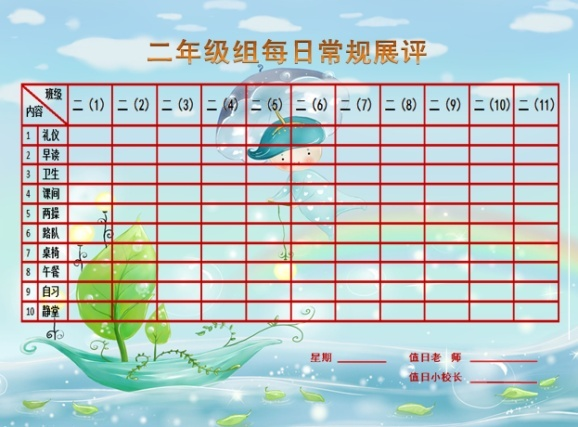 二年级组每日常规展评
班级 二（1） 二（2） 二（3） 二（4） 二（5） 二（6） 二（7） 二（8） 二（9） 二（10） 二（11）
内容
1 礼仪
2 早读
3 卫生
4 课间
5 两操
6 路队
7 桌椅
8 午餐
9 自习
10 静堂
星期 值日老 师
值日小校长